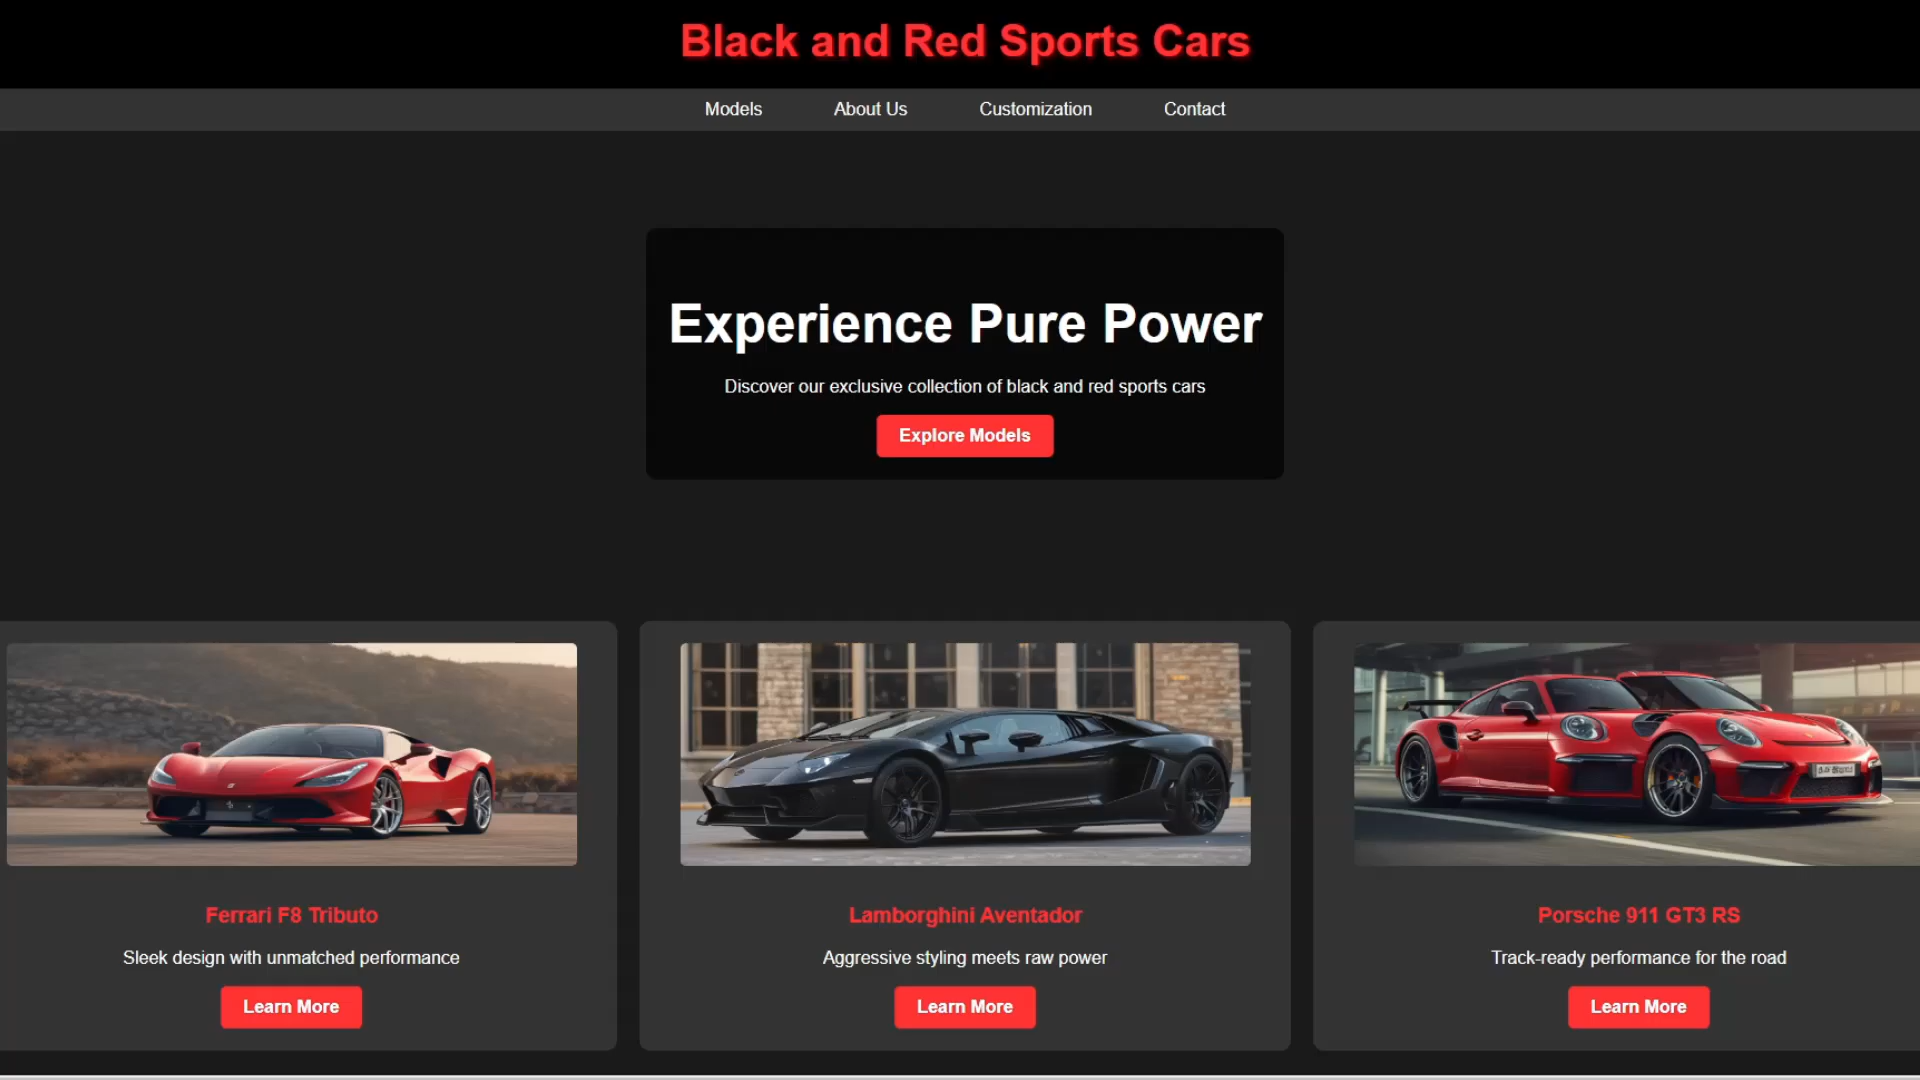 Black and Red Sports Cars
Models About Us Customization Contact
Experience Pure Power
Discover our exclusive collection of black and red sports cars
Explore Models
Ferrari F8 Tributo
Sleek design with unmatched performance
Learn More
Lamborghini Aventador
Aggressive styling meets raw power
Learn More
Porsche 911 GT3 RS
Track-ready performance for the road
Learn More